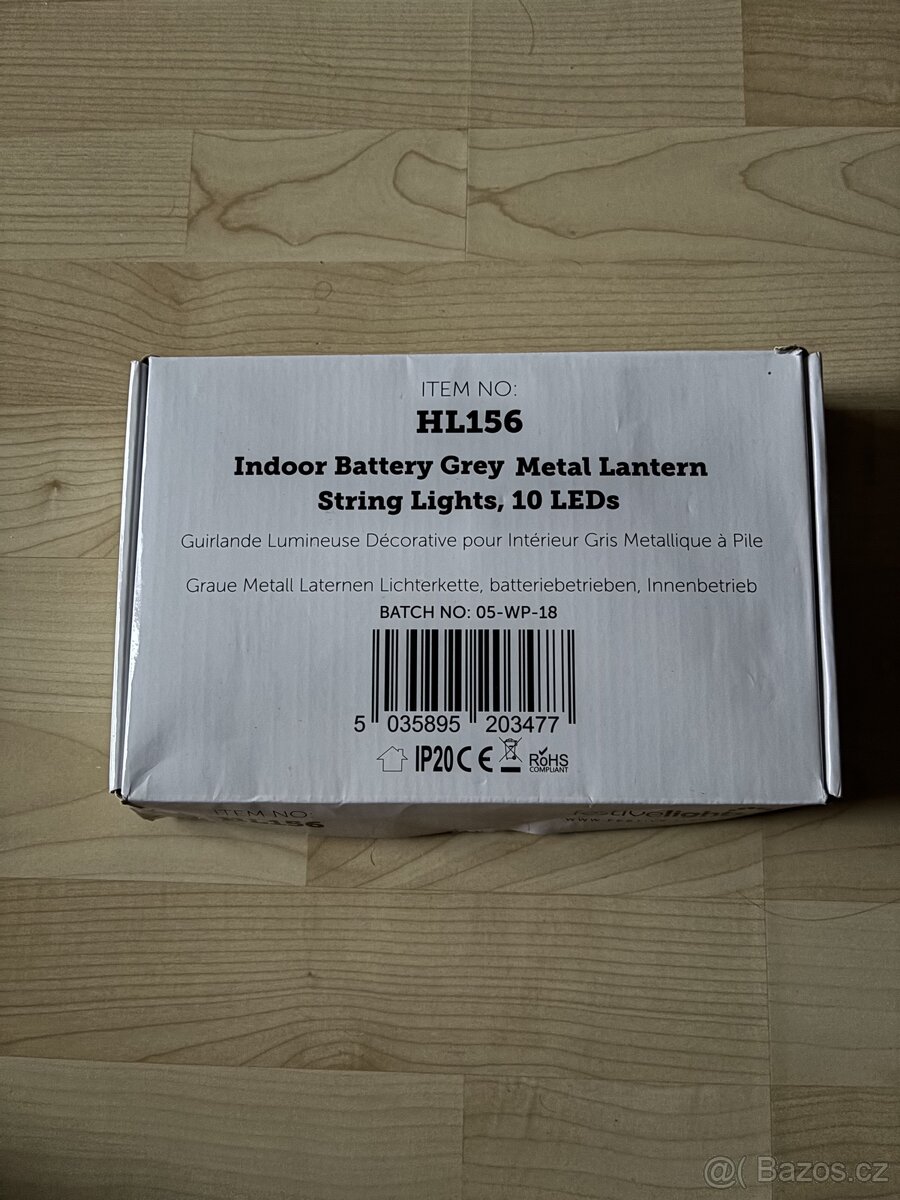 ITEM NO:
HL156
Indoor Battery Grey Metal Lantern
String Lights, 10 LEDs
Guirlande Lumineuse Décorative pour Intérieur Gris Metallique à Pile
Graue Metall Laternen Lichterkette, batteriebetrieben, Innenbetrieb
BATCH NO: 05-WP-18
5 035895 203477
IP20 CE RoHS
COMPLIANT
ITEM NO:
HL156
@( Bazos.cz